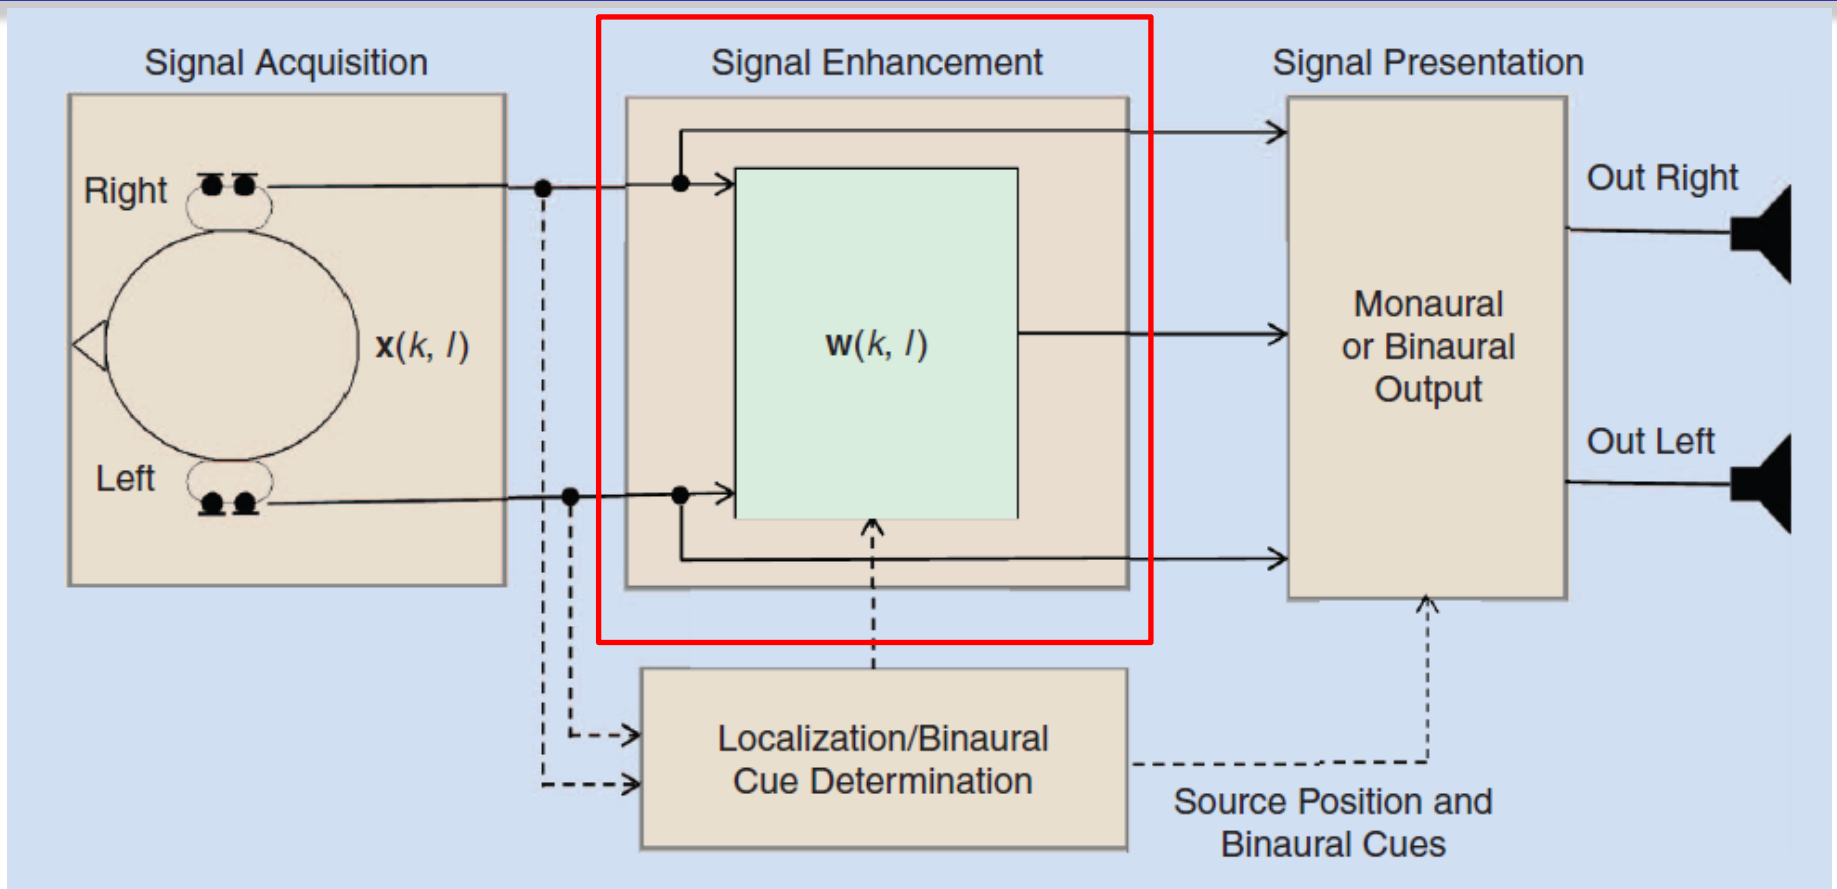 Signal Acquisition
Signal Enhancement
Signal Presentation
Right
x(k, l)
Left
w(k, l)
Monaural
or Binaural
Output
Out Right
Out Left
Localization/Binaural
Cue Determination
Source Position and
Binaural Cues